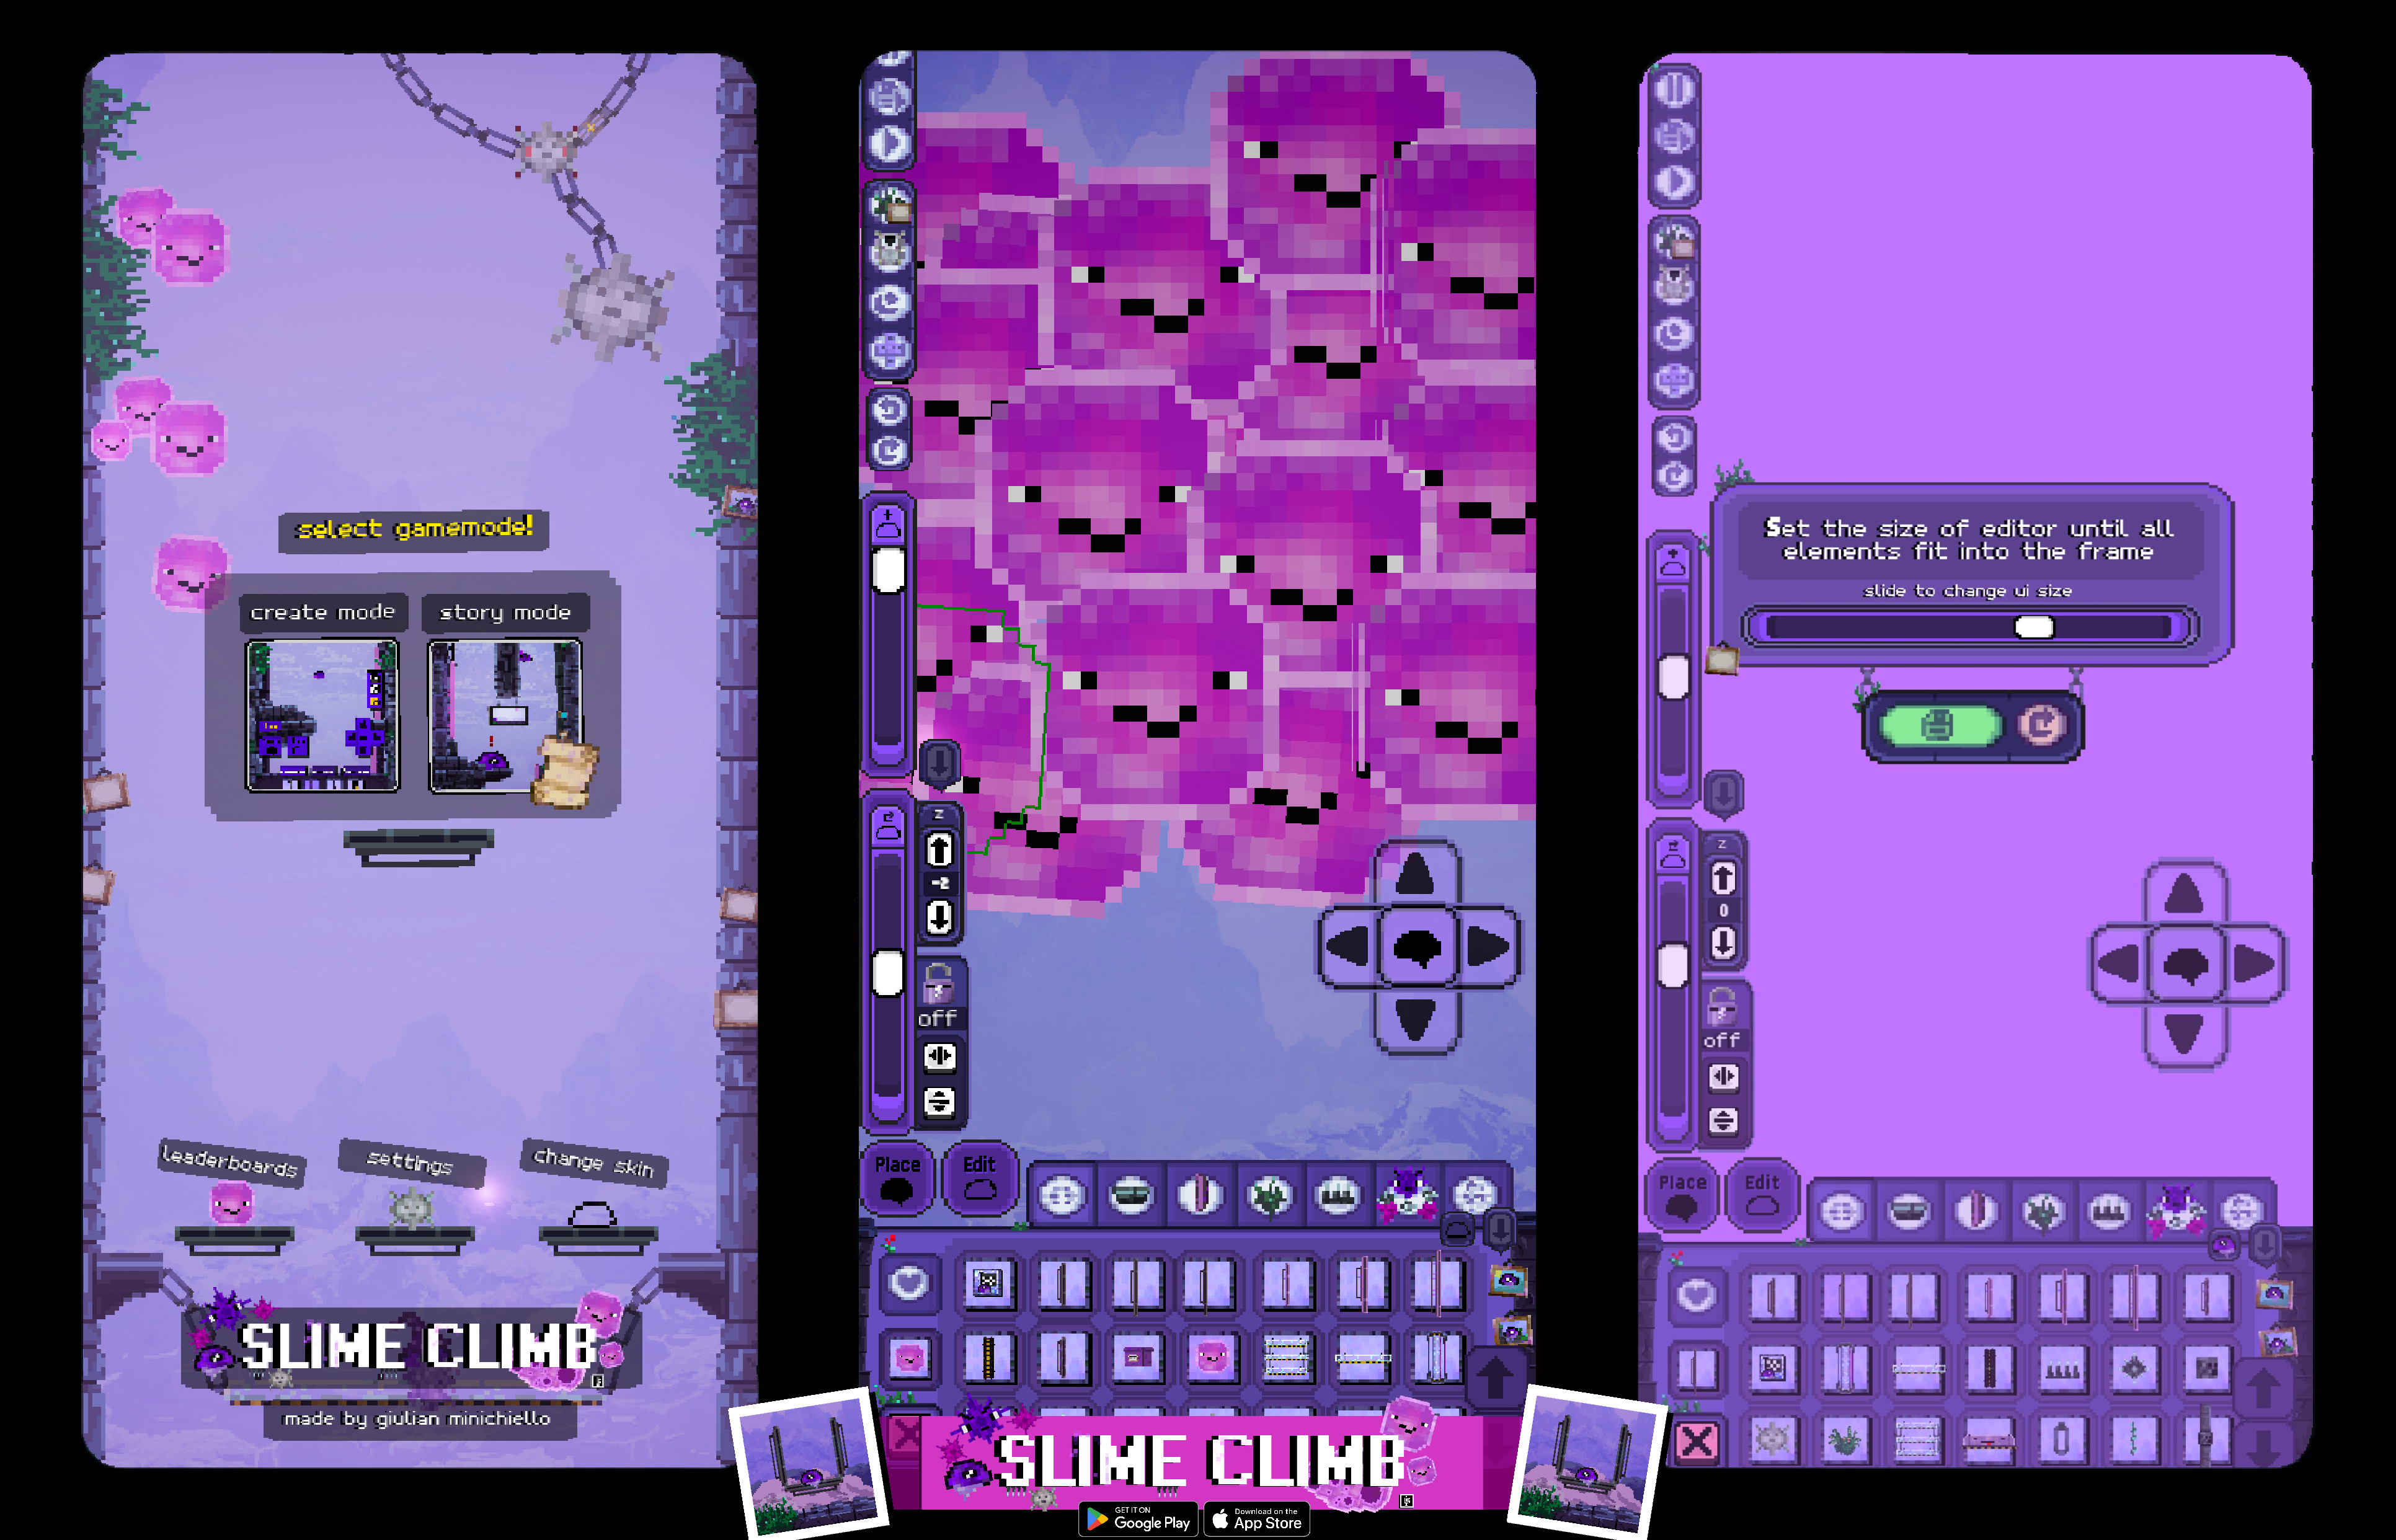 select gamemode!
create mode
story mode
leaderboards
settings
change skin
SLIME CLIMB
made by giulian minichiello
z
-2
off
Place
Edit
SLIME CLIMB
GET IT ON
Google Play
Download on the
App Store
Set the size of editor until all
elements fit into the frame
slide to change ui size
z
0
off
Place
Edit